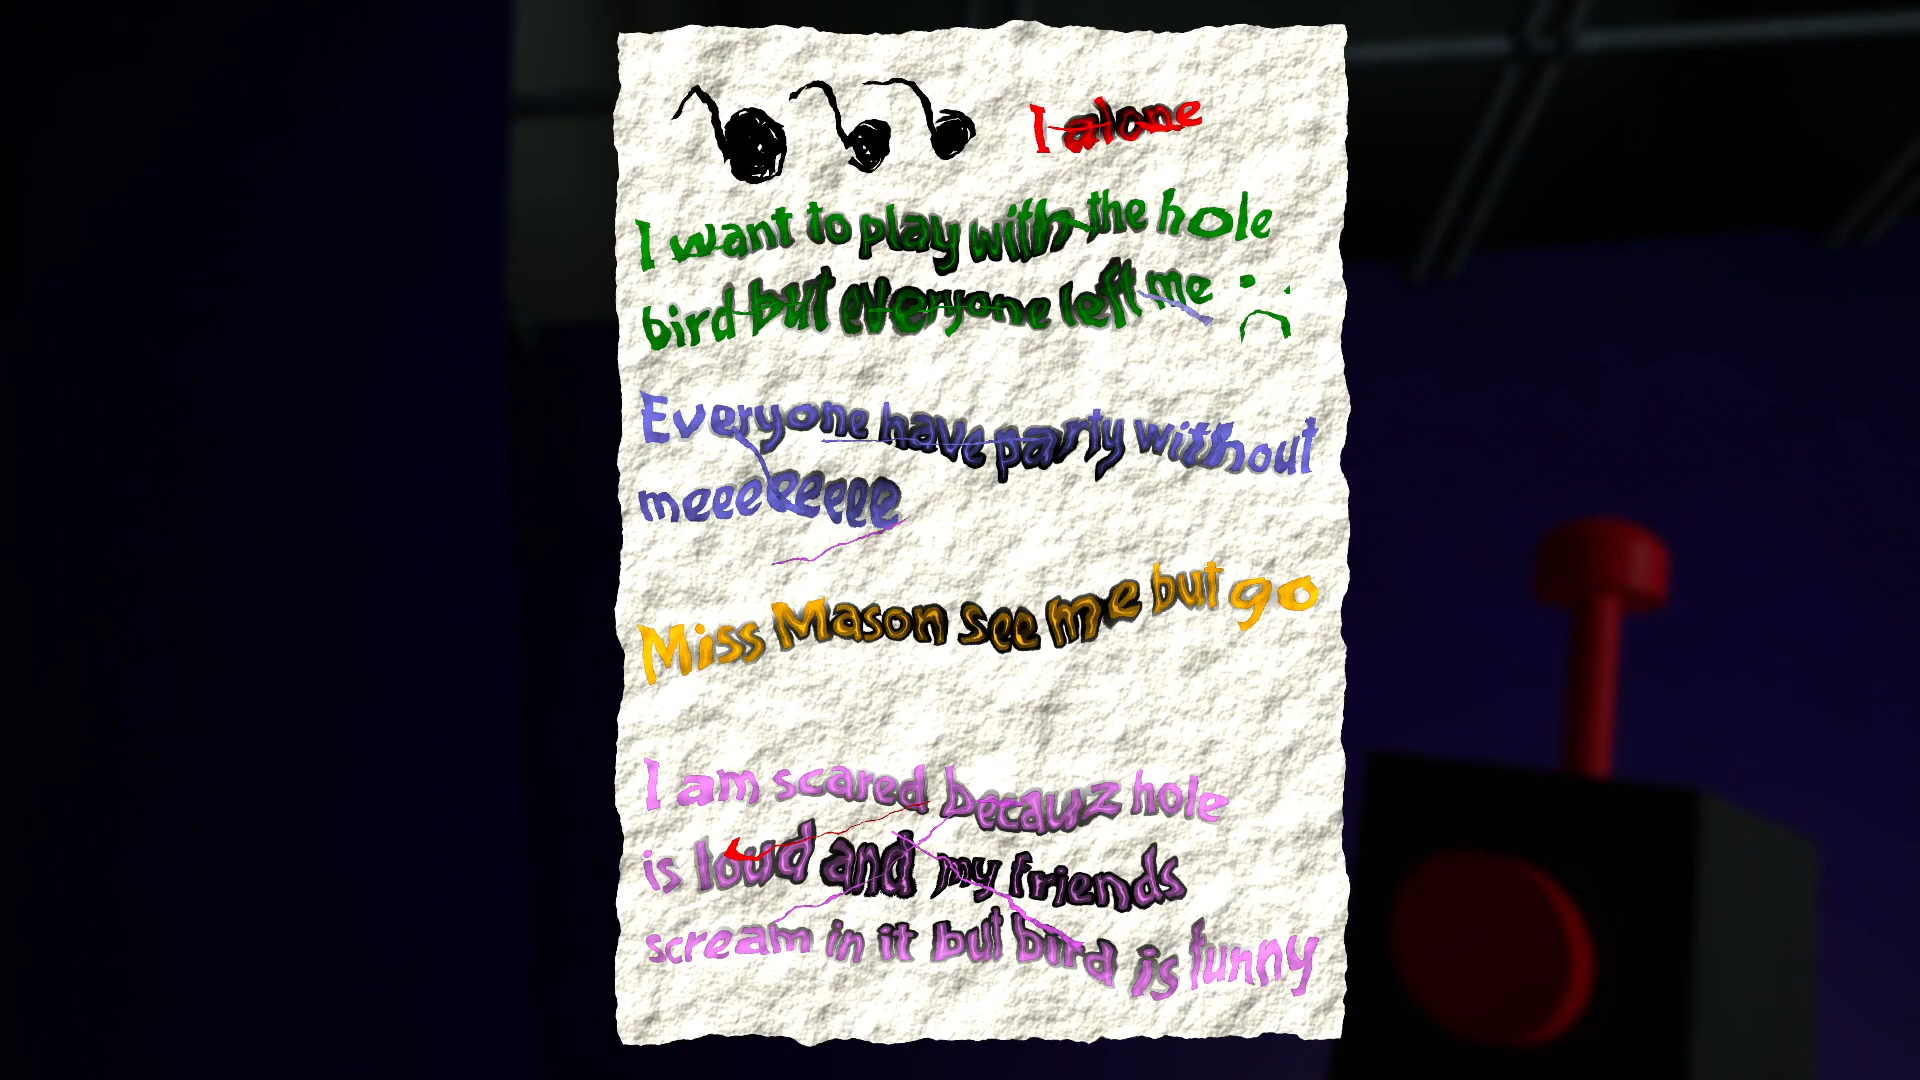 I alone
I want to play with the hole
bird but everyone left me
Everyone have party without
meeeeeeee
Miss Mason see me but go
I am scared becauz hole
is loud and my friends
scream in it but bird is funny